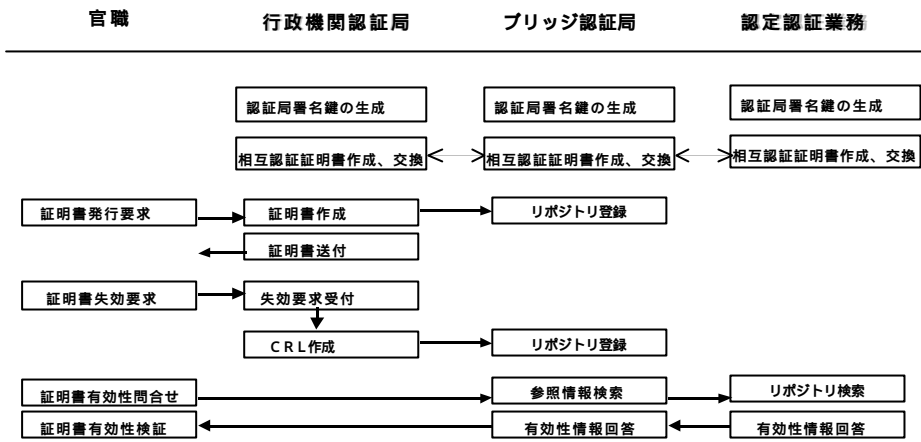 官職 行政機関認証局 ブリッジ認証局 認定認証業務
認証局署名鍵の生成 認証局署名鍵の生成 認証局署名鍵の生成
相互認証証明書作成、交換 相互認証証明書作成、交換 相互認証証明書作成、交換
証明書発行要求 証明書作成 リポジトリ登録
証明書送付
証明書失効要求 失効要求受付
CRL作成 リポジトリ登録
証明書有効性問合せ 参照情報検索 リポジトリ検索
証明書有効性検証 有効性情報回答 有効性情報回答